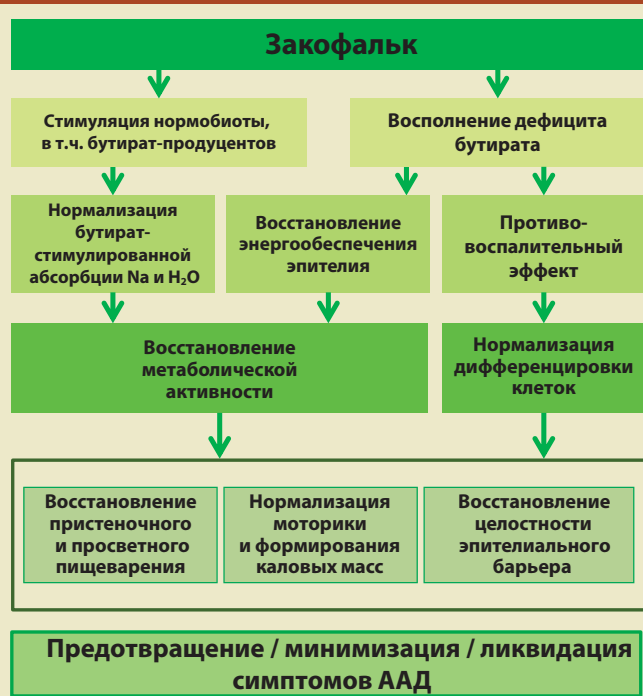 Закофальк
Стимуляция нормобиоты,
в т.ч. бутират-продуцентов
Восполнение дефицита
бутирата
Нормализация
бутират-
стимулированной
абсорбции Na и H₂O
Восстановление
энергообеспечения
эпителия
Противо-
воспалительный
эффект
Восстановление
метаболической
активности
Нормализация
дифференцировки
клеток
Восстановление
пристеночного
и просветного
пищеварения
Нормализация
моторики
и формирования
каловых масс
Восстановление
целостности
эпителиального
барьера
Предотвращение / минимизация / ликвидация
симптомов ААД